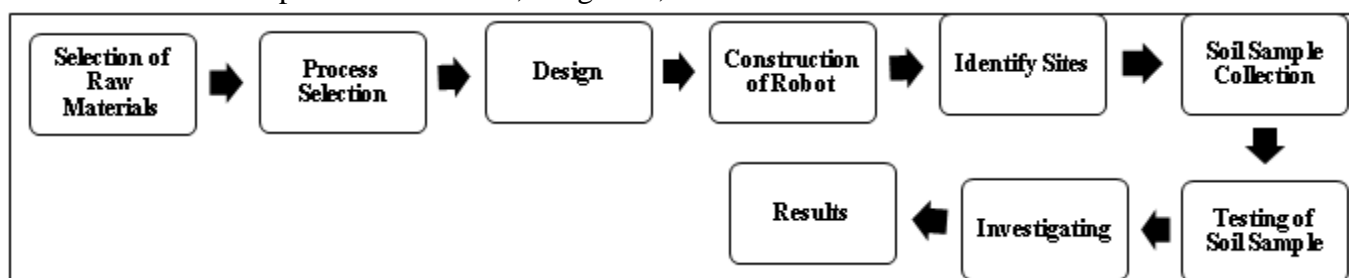 Selection of
Raw
Materials
Process
Selection
Design
Construction
of Robot
Identify Sites
Soil Sample
Collection
Testing of
Soil Sample
Investigating
Results